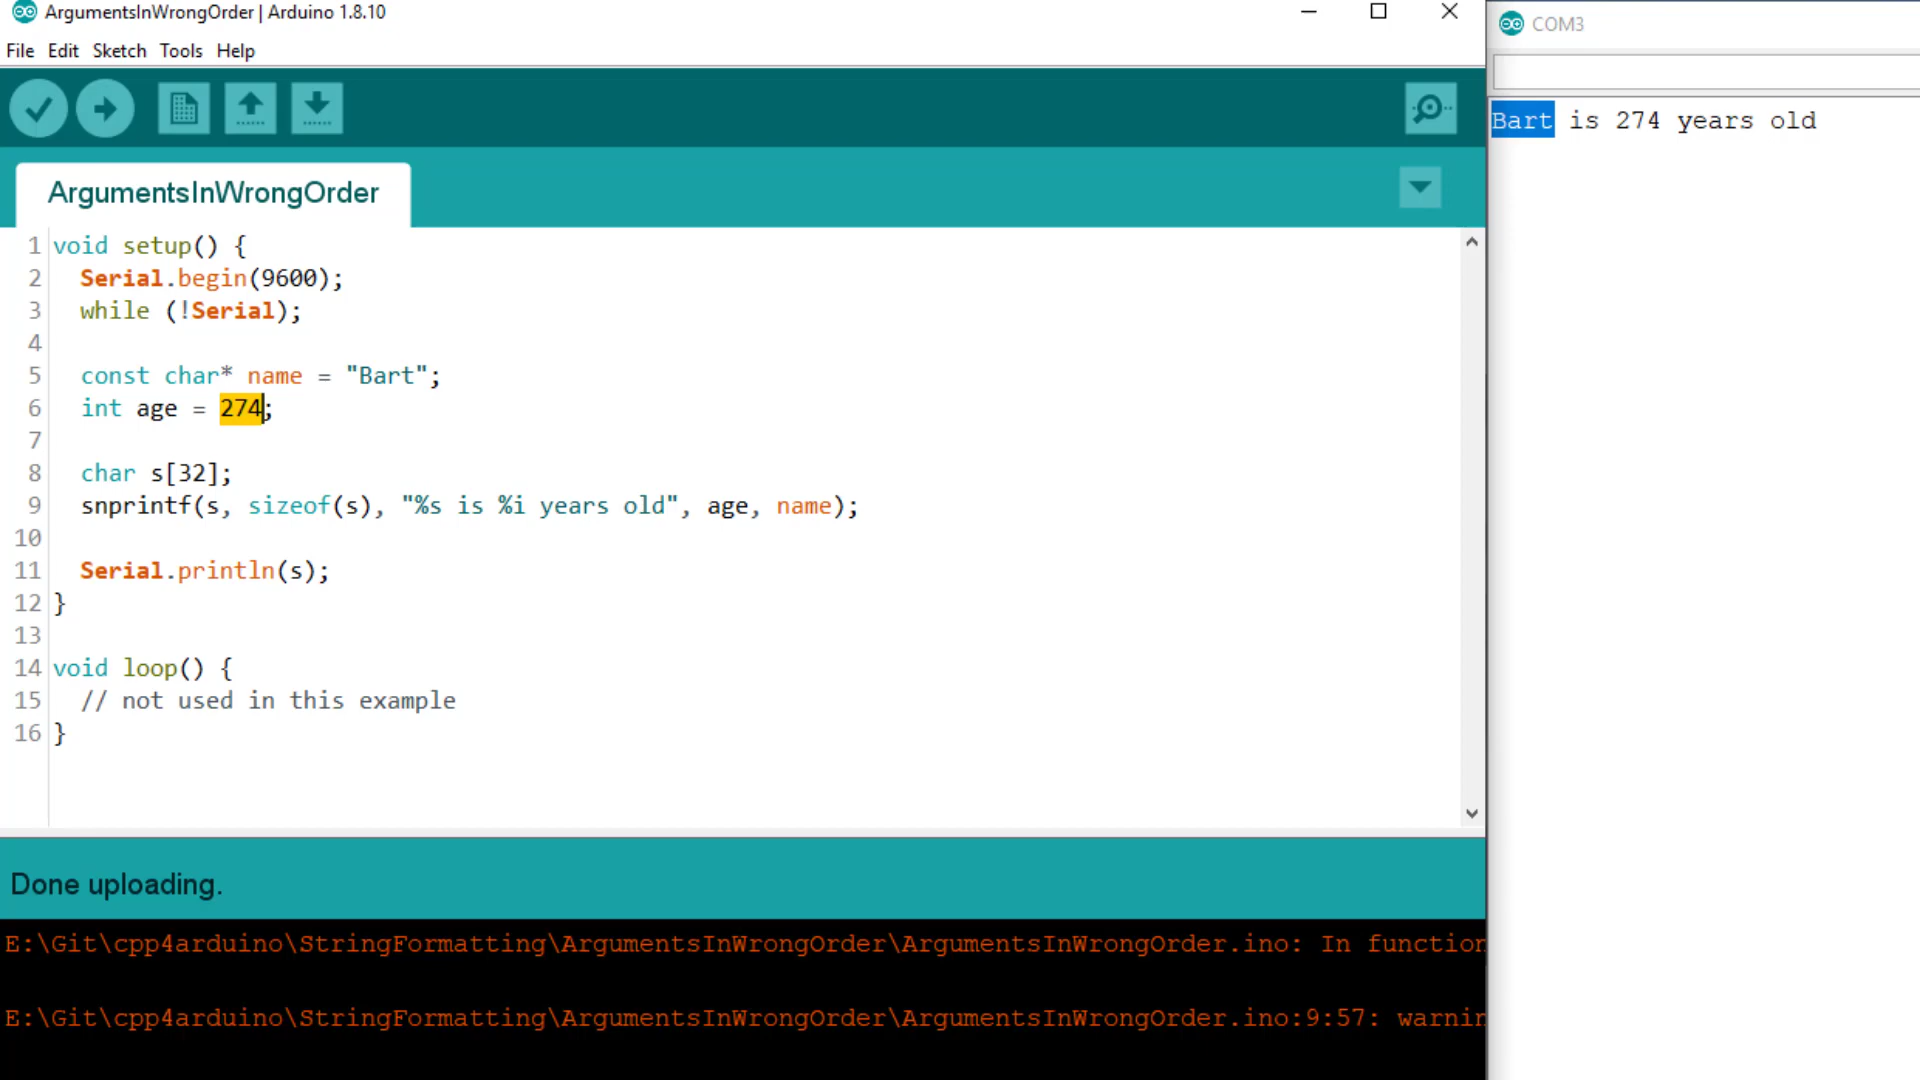 ArgumentsInWrongOrder | Arduino 1.8.10
File Edit Sketch Tools Help
ArgumentsInWrongOrder
1 void setup() {
2 Serial.begin(9600);
3 while (!Serial);
4
5 const char* name = "Bart";
6 int age = 274;
7
8 char s[32];
9 snprintf(s, sizeof(s), "%s is %i years old", age, name);
10
11 Serial.println(s);
12 }
13
14 void loop() {
15 // not used in this example
16 }
Done uploading.
E:\Git\cpp4arduino\StringFormatting\ArgumentsInWrongOrder\ArgumentsInWrongOrder.ino: In function
E:\Git\cpp4arduino\StringFormatting\ArgumentsInWrongOrder\ArgumentsInWrongOrder.ino:9:57: warnin
COM3
Bart is 274 years old